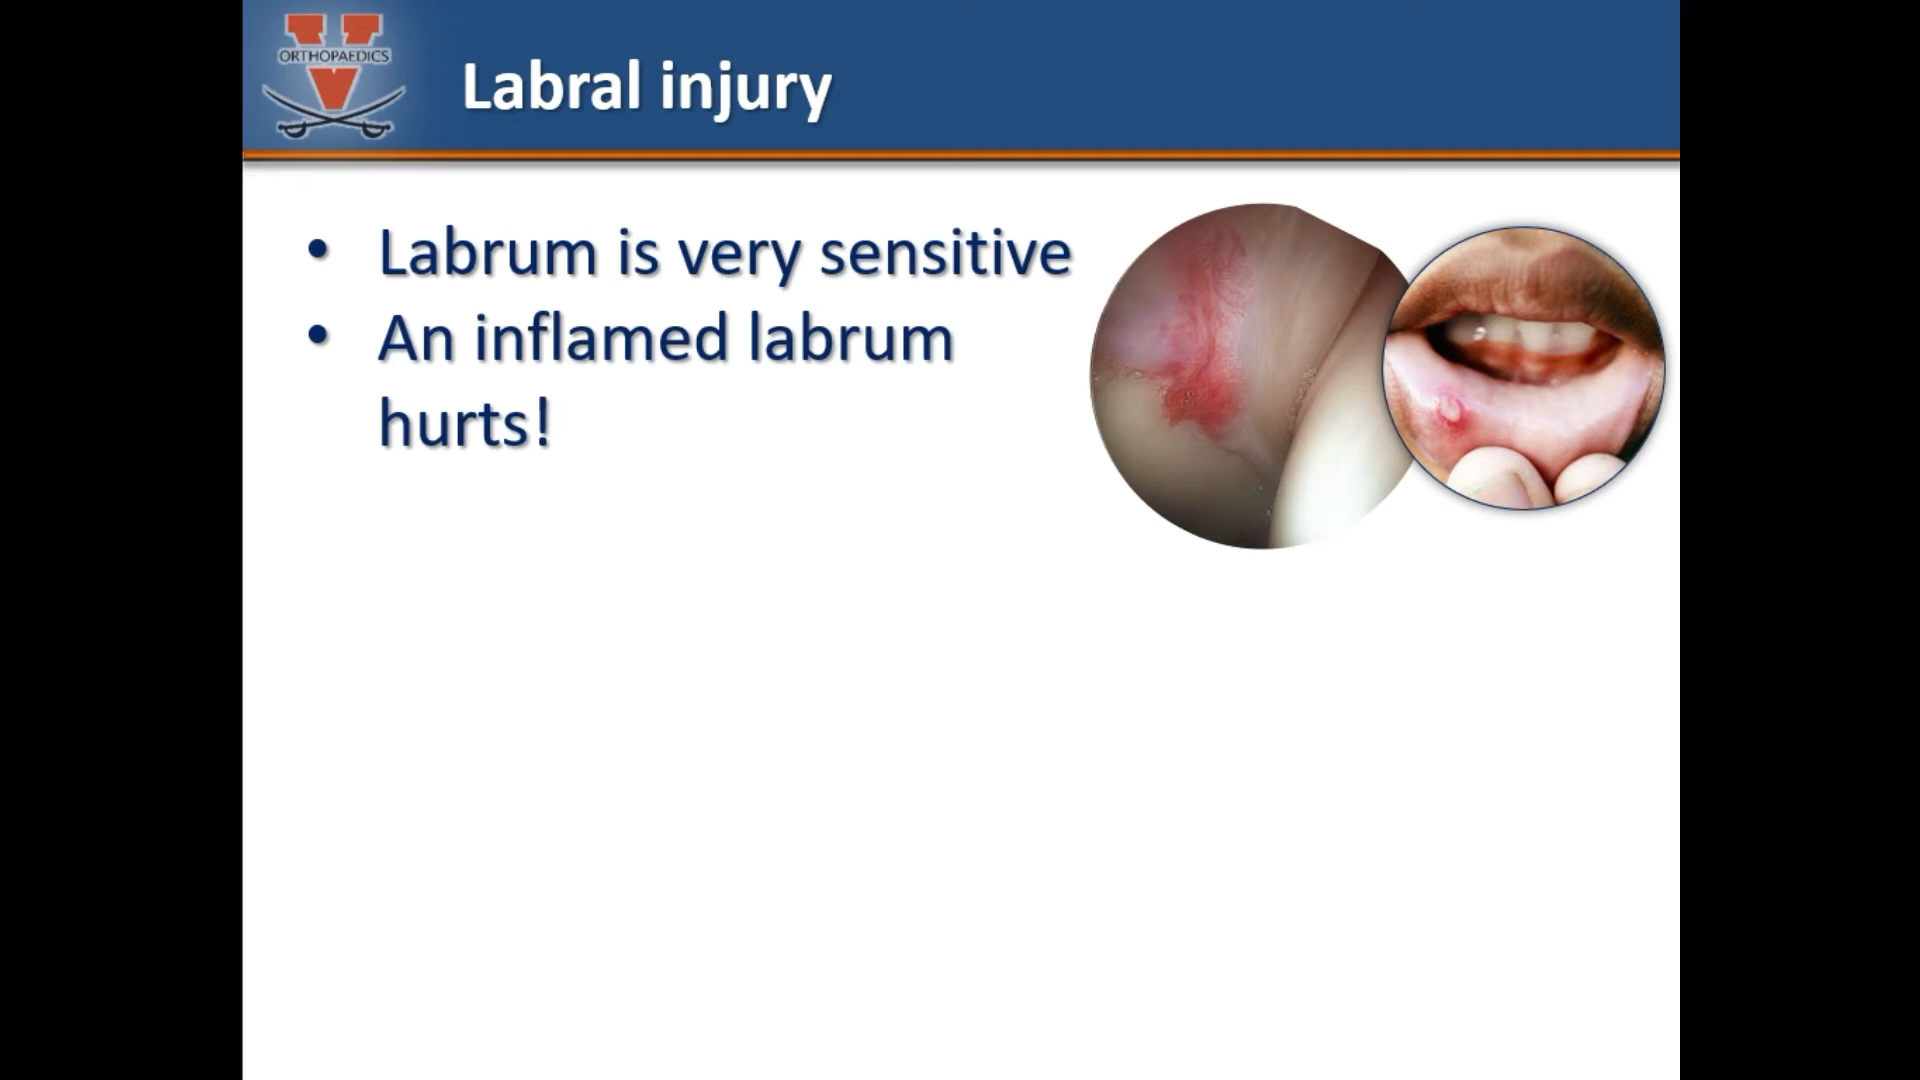 ORTHOPAEDICS
Labral injury
• Labrum is very sensitive
• An inflamed labrum
hurts!